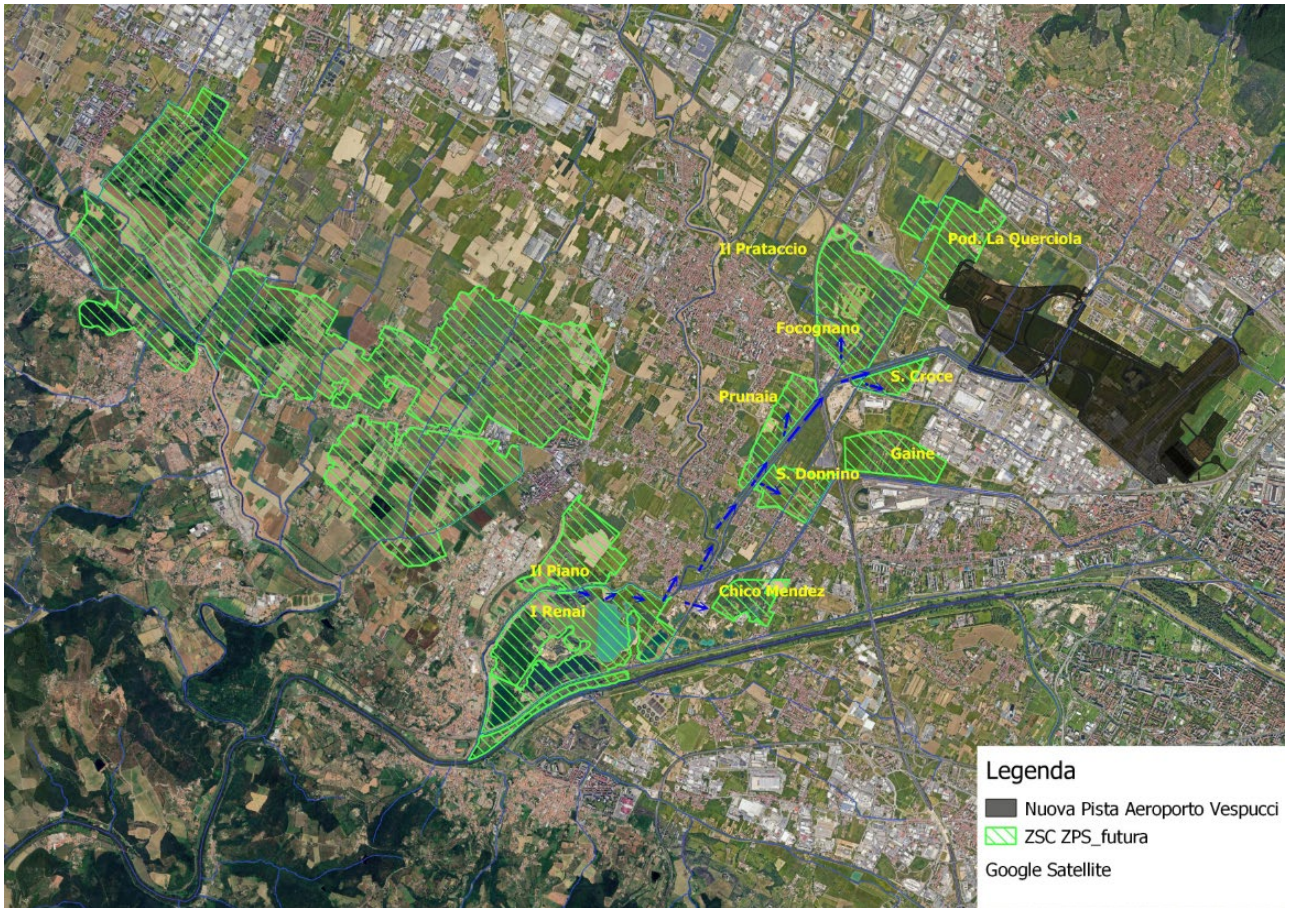 Pod. La Querciola
Il Prataccio
Focognano
S. Croce
Prunaia
Gaine
S. Donnino
Il Piano
Chico Mendez
I Renai
Legenda
Nuova Pista Aeroporto Vespucci
ZSC ZPS_futura
Google Satellite